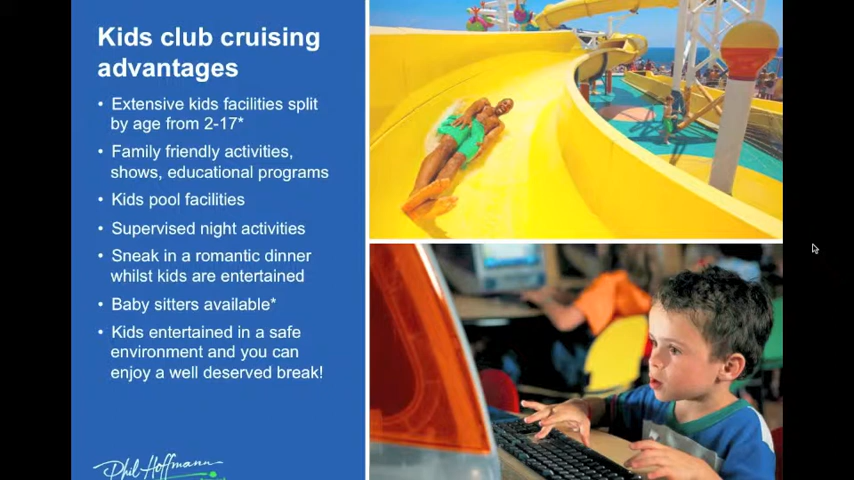 Kids club cruising
advantages
• Extensive kids facilities split
by age from 2-17*
• Family friendly activities,
shows, educational programs
• Kids pool facilities
• Supervised night activities
• Sneak in a romantic dinner
whilst kids are entertained
• Baby sitters available*
• Kids entertained in a safe
environment and you can
enjoy a well deserved break!
Phil Hoffmann